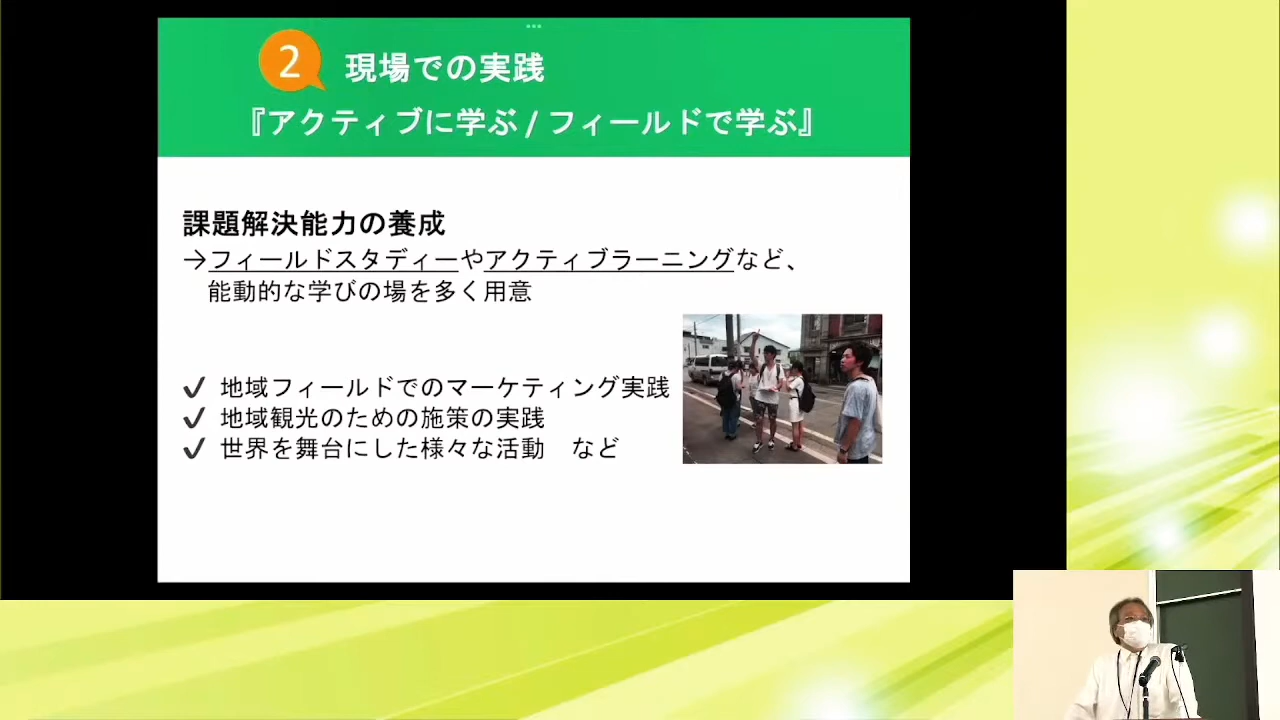 2 現場での実践
『アクティブに学ぶ / フィールドで学ぶ』
課題解決能力の養成
→フィールドスタディーやアクティブラーニングなど、
能動的な学びの場を多く用意
✓ 地域フィールドでのマーケティング実践
✓ 地域観光のための施策の実践
✓ 世界を舞台にした様々な活動　など